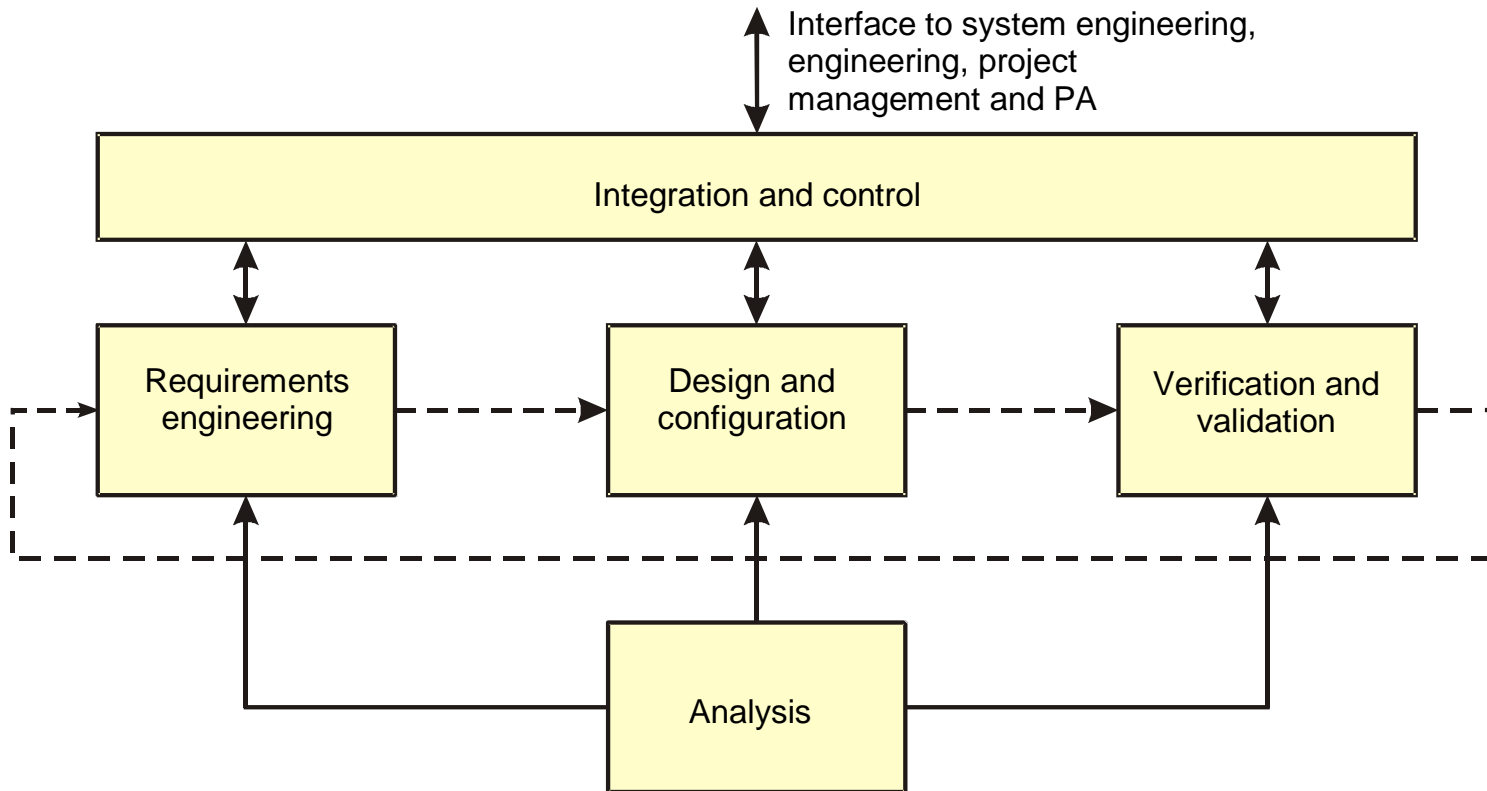 Interface to system engineering,
engineering, project
management and PA
Integration and control
Requirements
engineering
Design and
configuration
Verification and
validation
Analysis